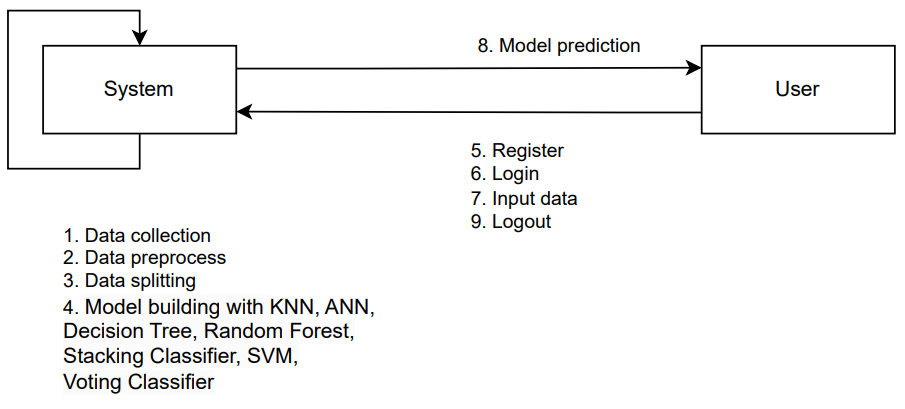 8. Model prediction
System
User
5. Register
6. Login
7. Input data
9. Logout
1. Data collection
2. Data preprocess
3. Data splitting
4. Model building with KNN, ANN,
Decision Tree, Random Forest,
Stacking Classifier, SVM,
Voting Classifier